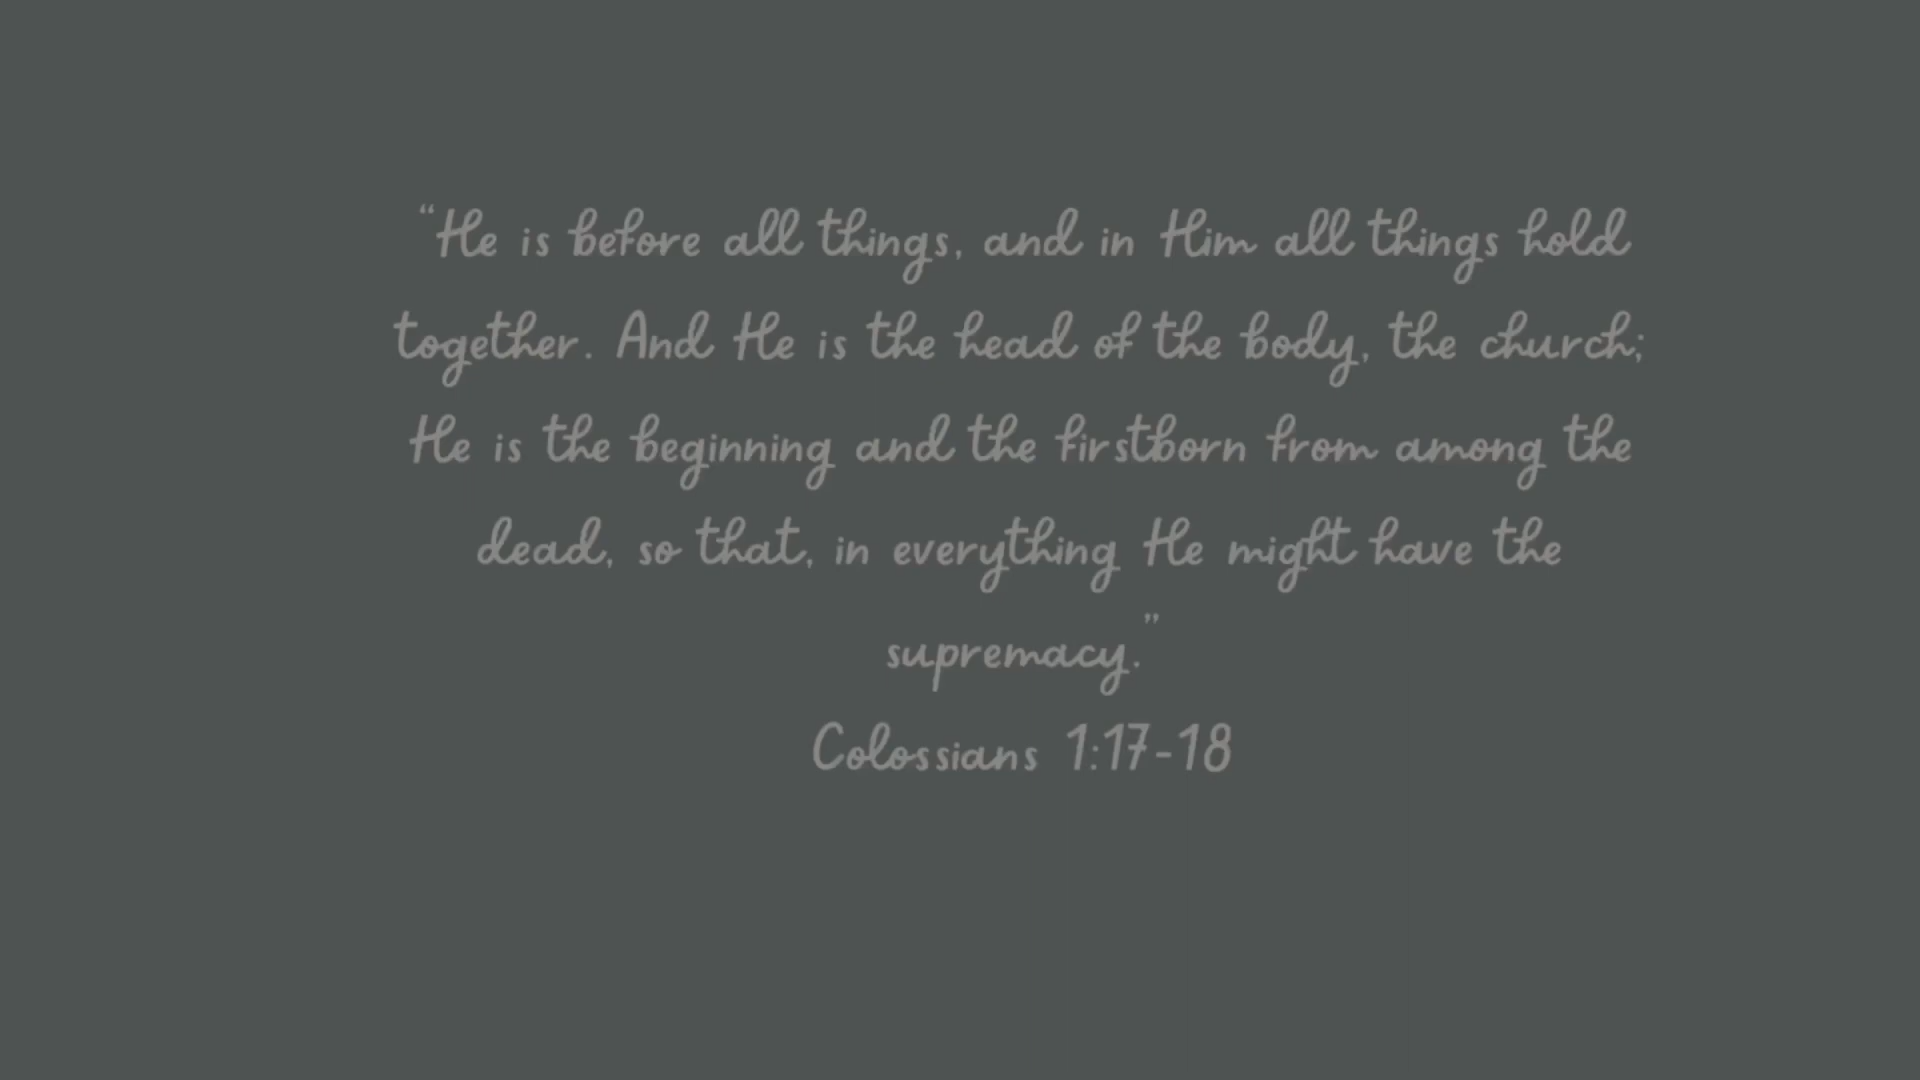 “He is before all things, and in Him all things hold
together. And He is the head of the body, the church;
He is the beginning and the firstborn from among the
dead, so that, in everything He might have the
supremacy.”
Colossians 1:17-18